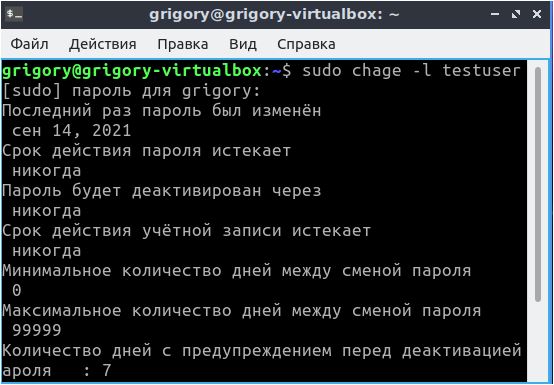 grigory@grigory-virtualbox: ~
Файл Действия Правка Вид Справка
grigory@grigory-virtualbox:~$ sudo chage -l testuser
[sudo] пароль для grigory:
Последний раз пароль был изменён
сен 14, 2021
Срок действия пароля истекает
никогда
Пароль будет деактивирован через
никогда
Срок действия учётной записи истекает
никогда
Минимальное количество дней между сменой пароля
0
Максимальное количество дней между сменой пароля
99999
Количество дней с предупреждением перед деактивацией
ароля : 7